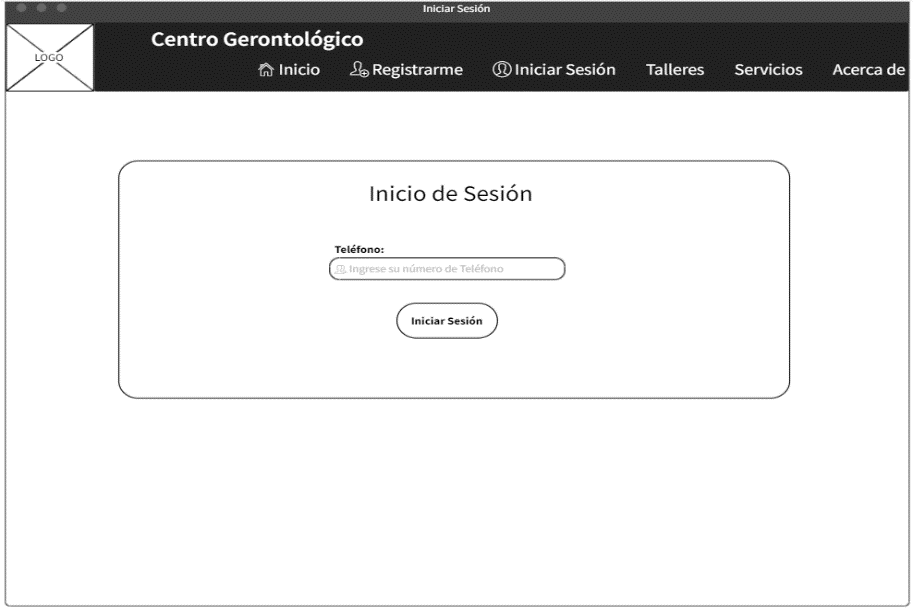 Iniciar Sesión
LOGO
Centro Gerontológico
Inicio Registrarme Iniciar Sesión Talleres Servicios Acerca de
Inicio de Sesión
Teléfono:
Ingrese su número de Teléfono
Iniciar Sesión